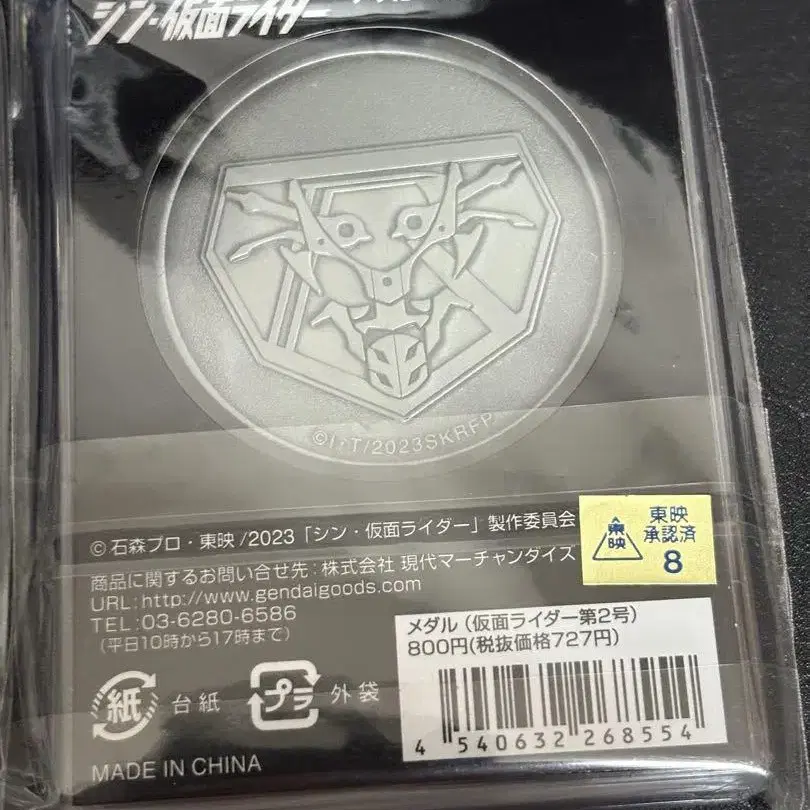 シン・仮面ライダー
©I・T/2023SKRFP
©石森プロ・東映/2023「シン・仮面ライダー」製作委員会
東映
承認済
8
東映
商品に関するお問い合せ先：株式会社 現代マーチャンダイズ
URL：http://www.gendaigoods.com
TEL：03-6280-6586
(平日10時から17時まで)
メダル（仮面ライダー第2号）
800円(税抜価格727円)
紙 台紙
プラ 外袋
4 540632 268554
MADE IN CHINA